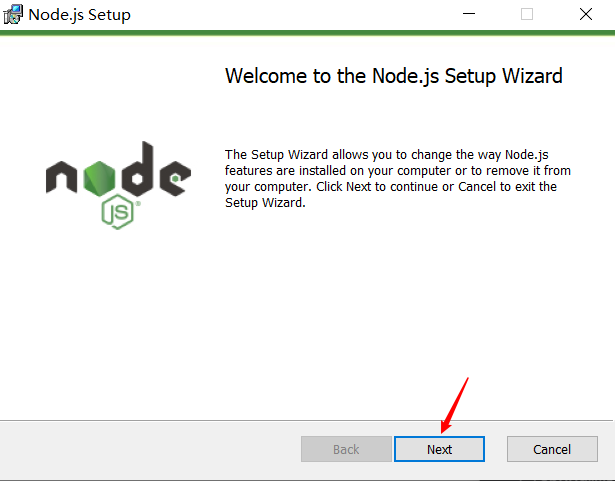 Node.js Setup
Welcome to the Node.js Setup Wizard
node
JS
The Setup Wizard allows you to change the way Node.js
features are installed on your computer or to remove it from
your computer. Click Next to continue or Cancel to exit the
Setup Wizard.
Back Next Cancel